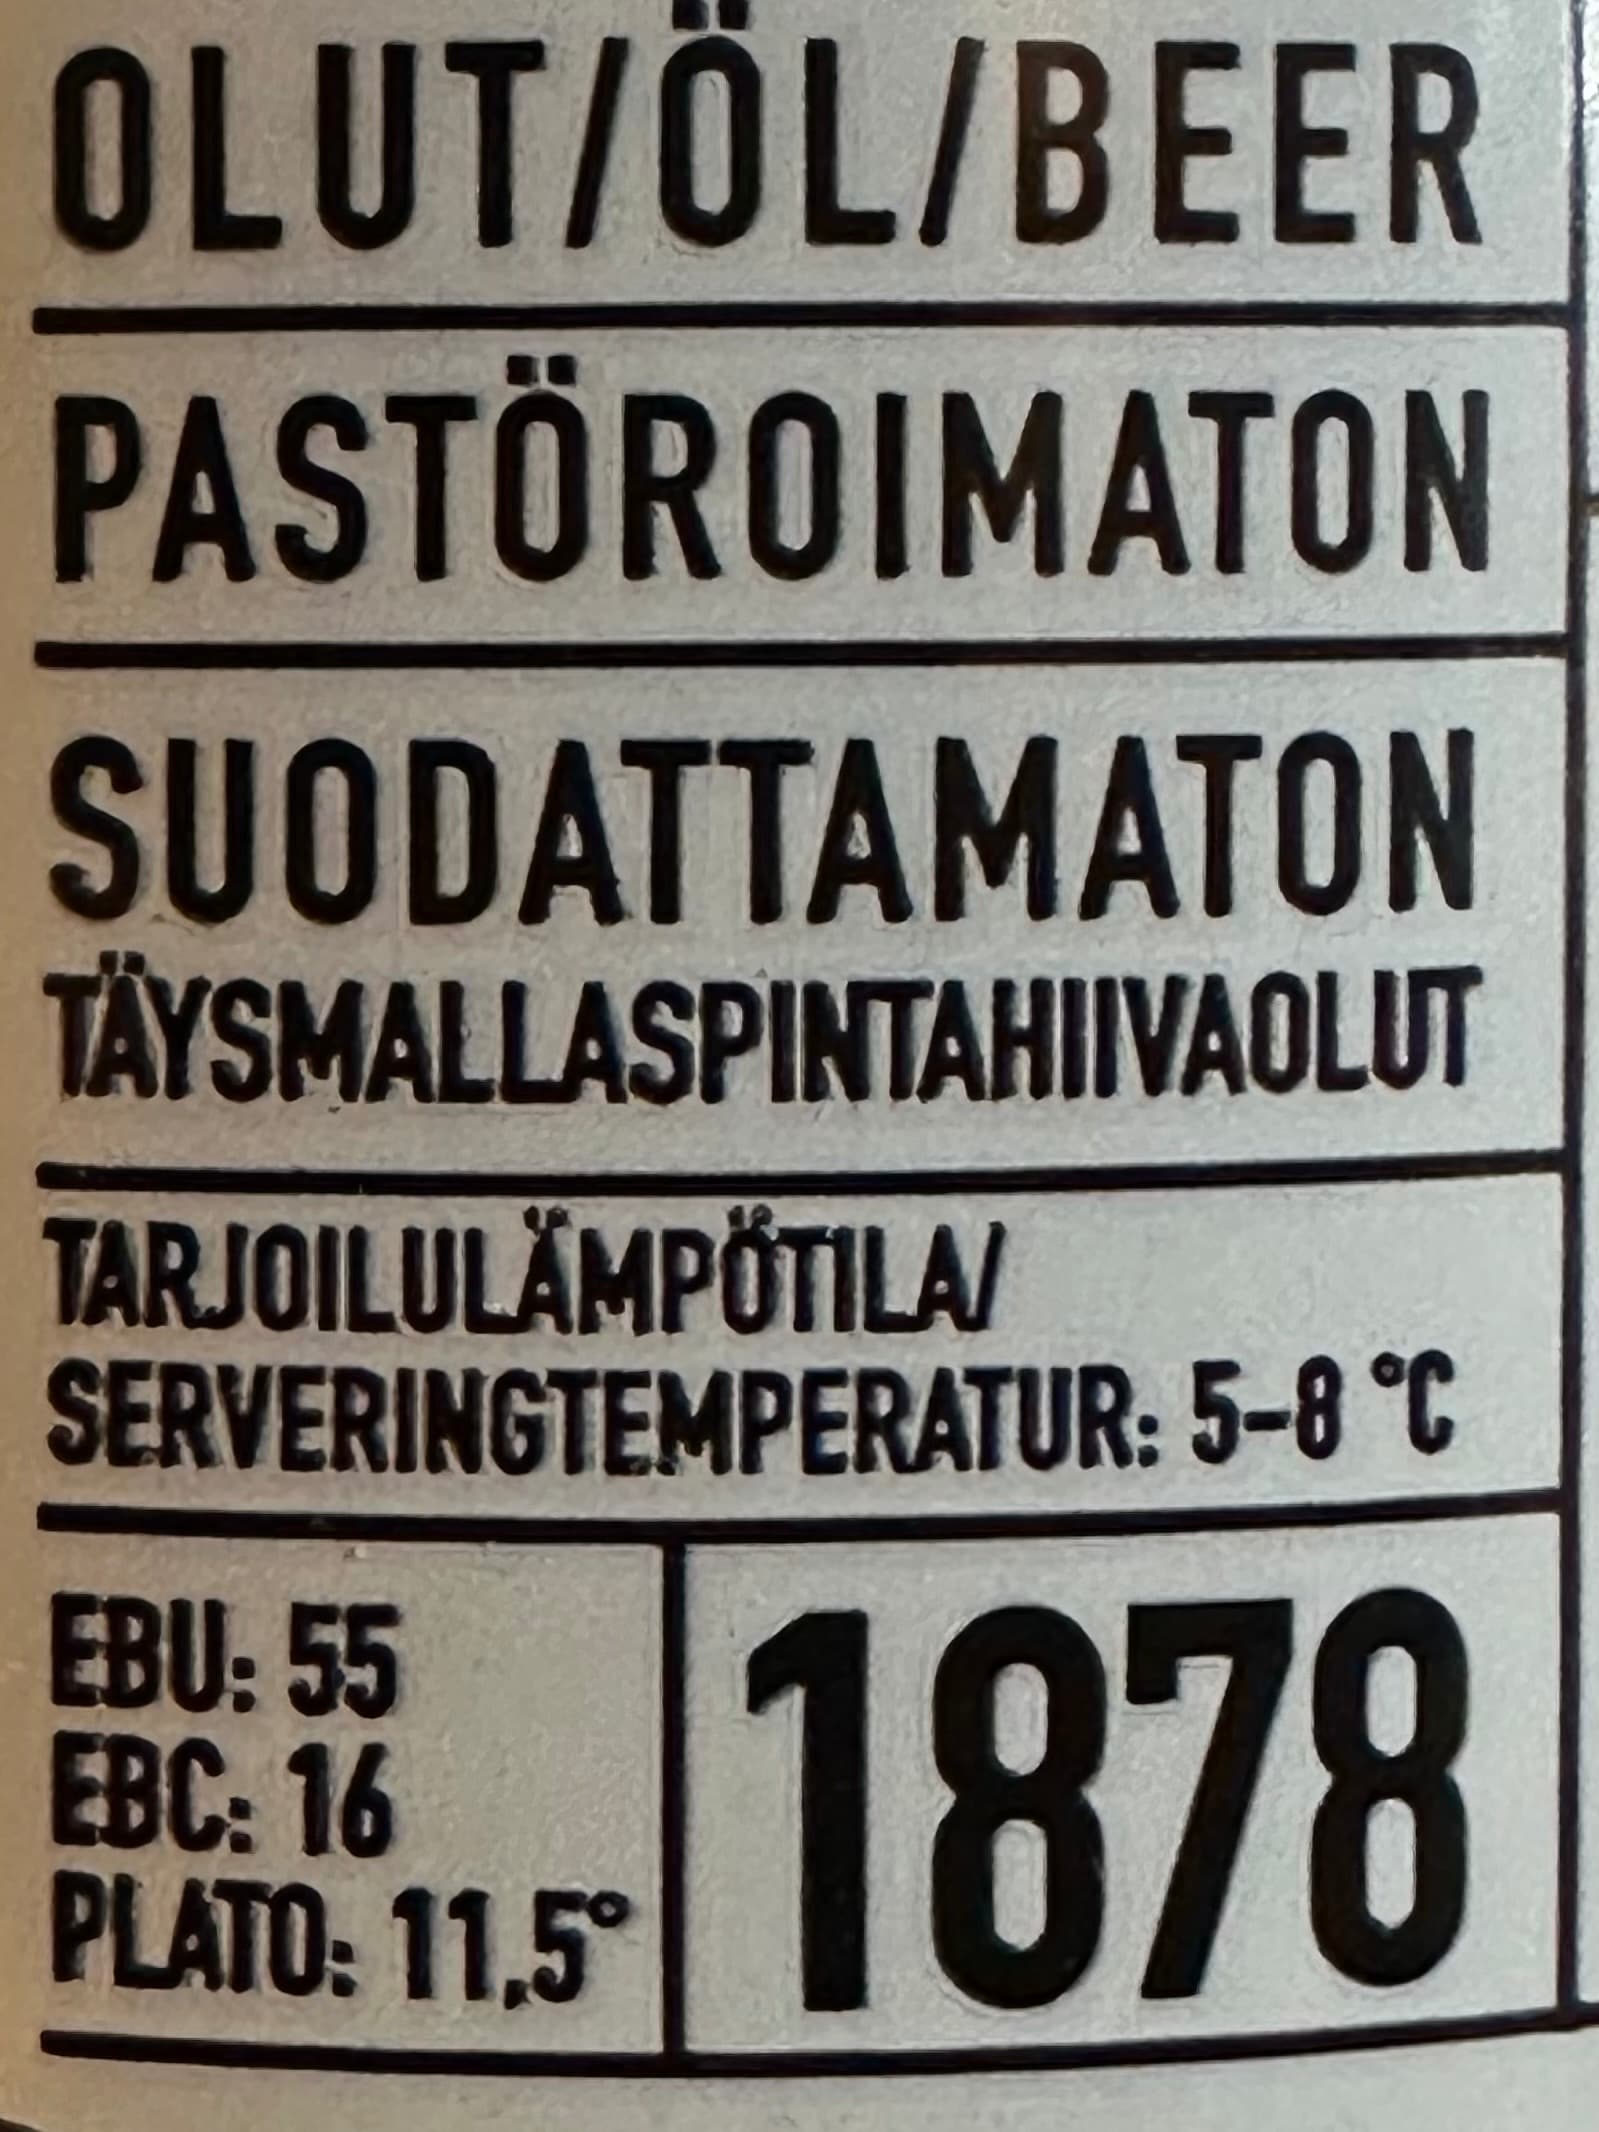 OLUT/ÖL/BEER
PASTÖROIMATON
SUODATTAMATON
TÄYSMALLASPINTAHIIVAOLUT
TARJOILULÄMPÖTILA/
SERVERINGTEMPERATUR: 5–8 °C
EBU: 55
EBC: 16
PLATO: 11,5°
1878